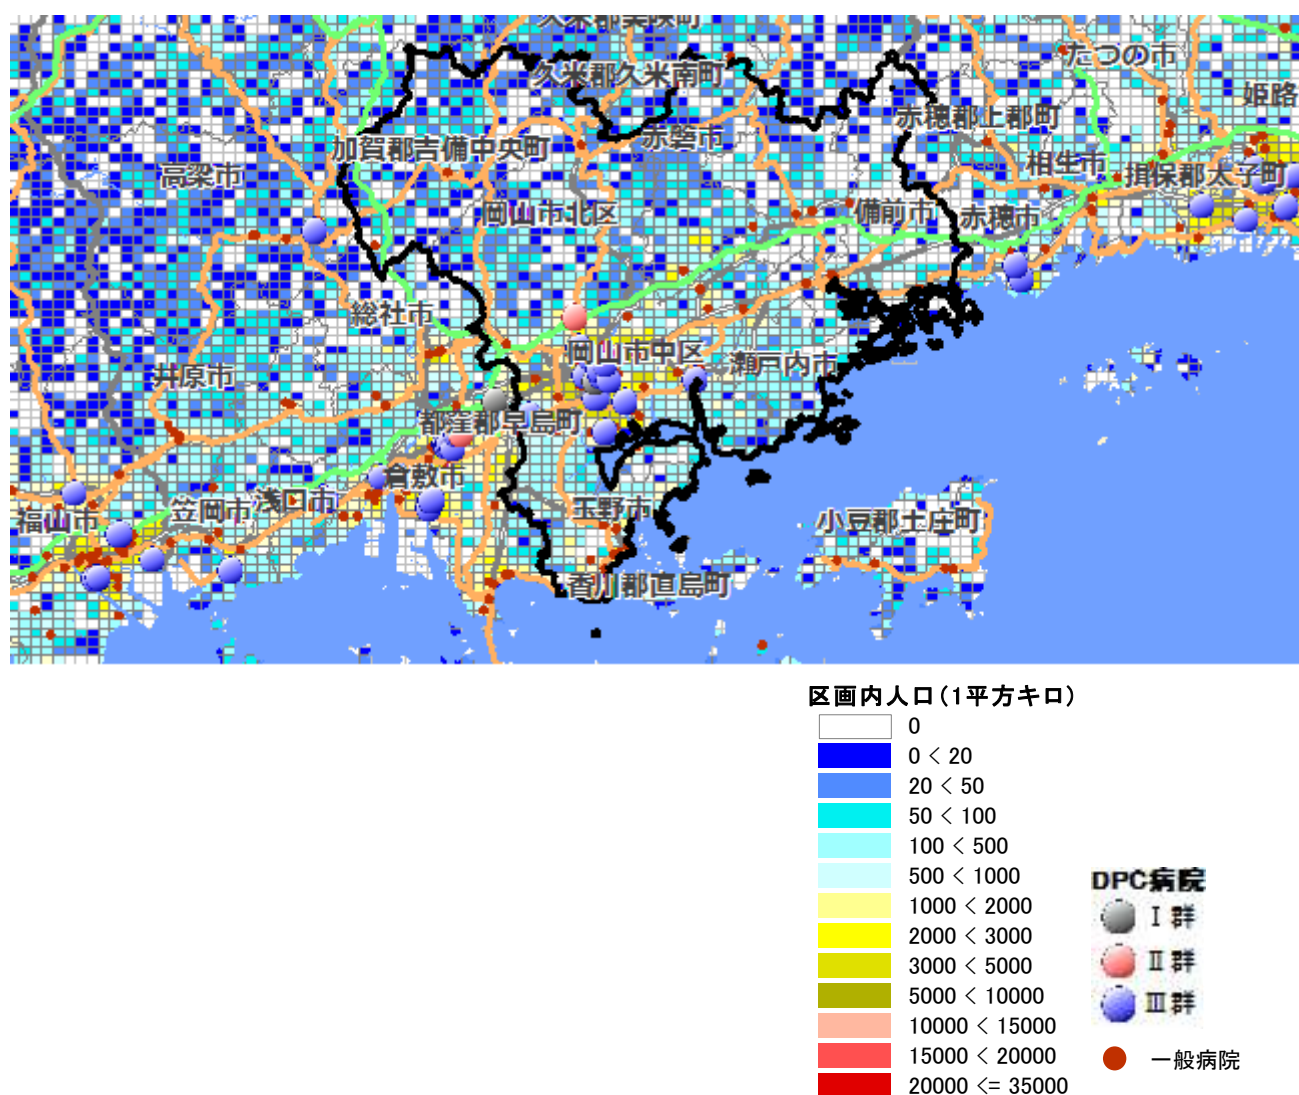 久米郡美咲町
たつの市
久米郡久米南町
姫路
赤穂郡上郡町
赤磐市
加賀郡吉備中央町
相生市
高梁市
揖保郡太子町
岡山市北区
備前市
赤穂市
総社市
岡山市中区
瀬戸内市
井原市
都窪郡早島町
倉敷市
浅口市
笠岡市
玉野市
福山市
小豆郡土庄町
香川郡直島町
区画内人口(1平方キロ)
0
0 < 20
20 < 50
50 < 100
100 < 500
500 < 1000
1000 < 2000
2000 < 3000
3000 < 5000
5000 < 10000
10000 < 15000
15000 < 20000
20000 <= 35000
DPC病院
Ⅰ群
Ⅱ群
Ⅲ群
一般病院